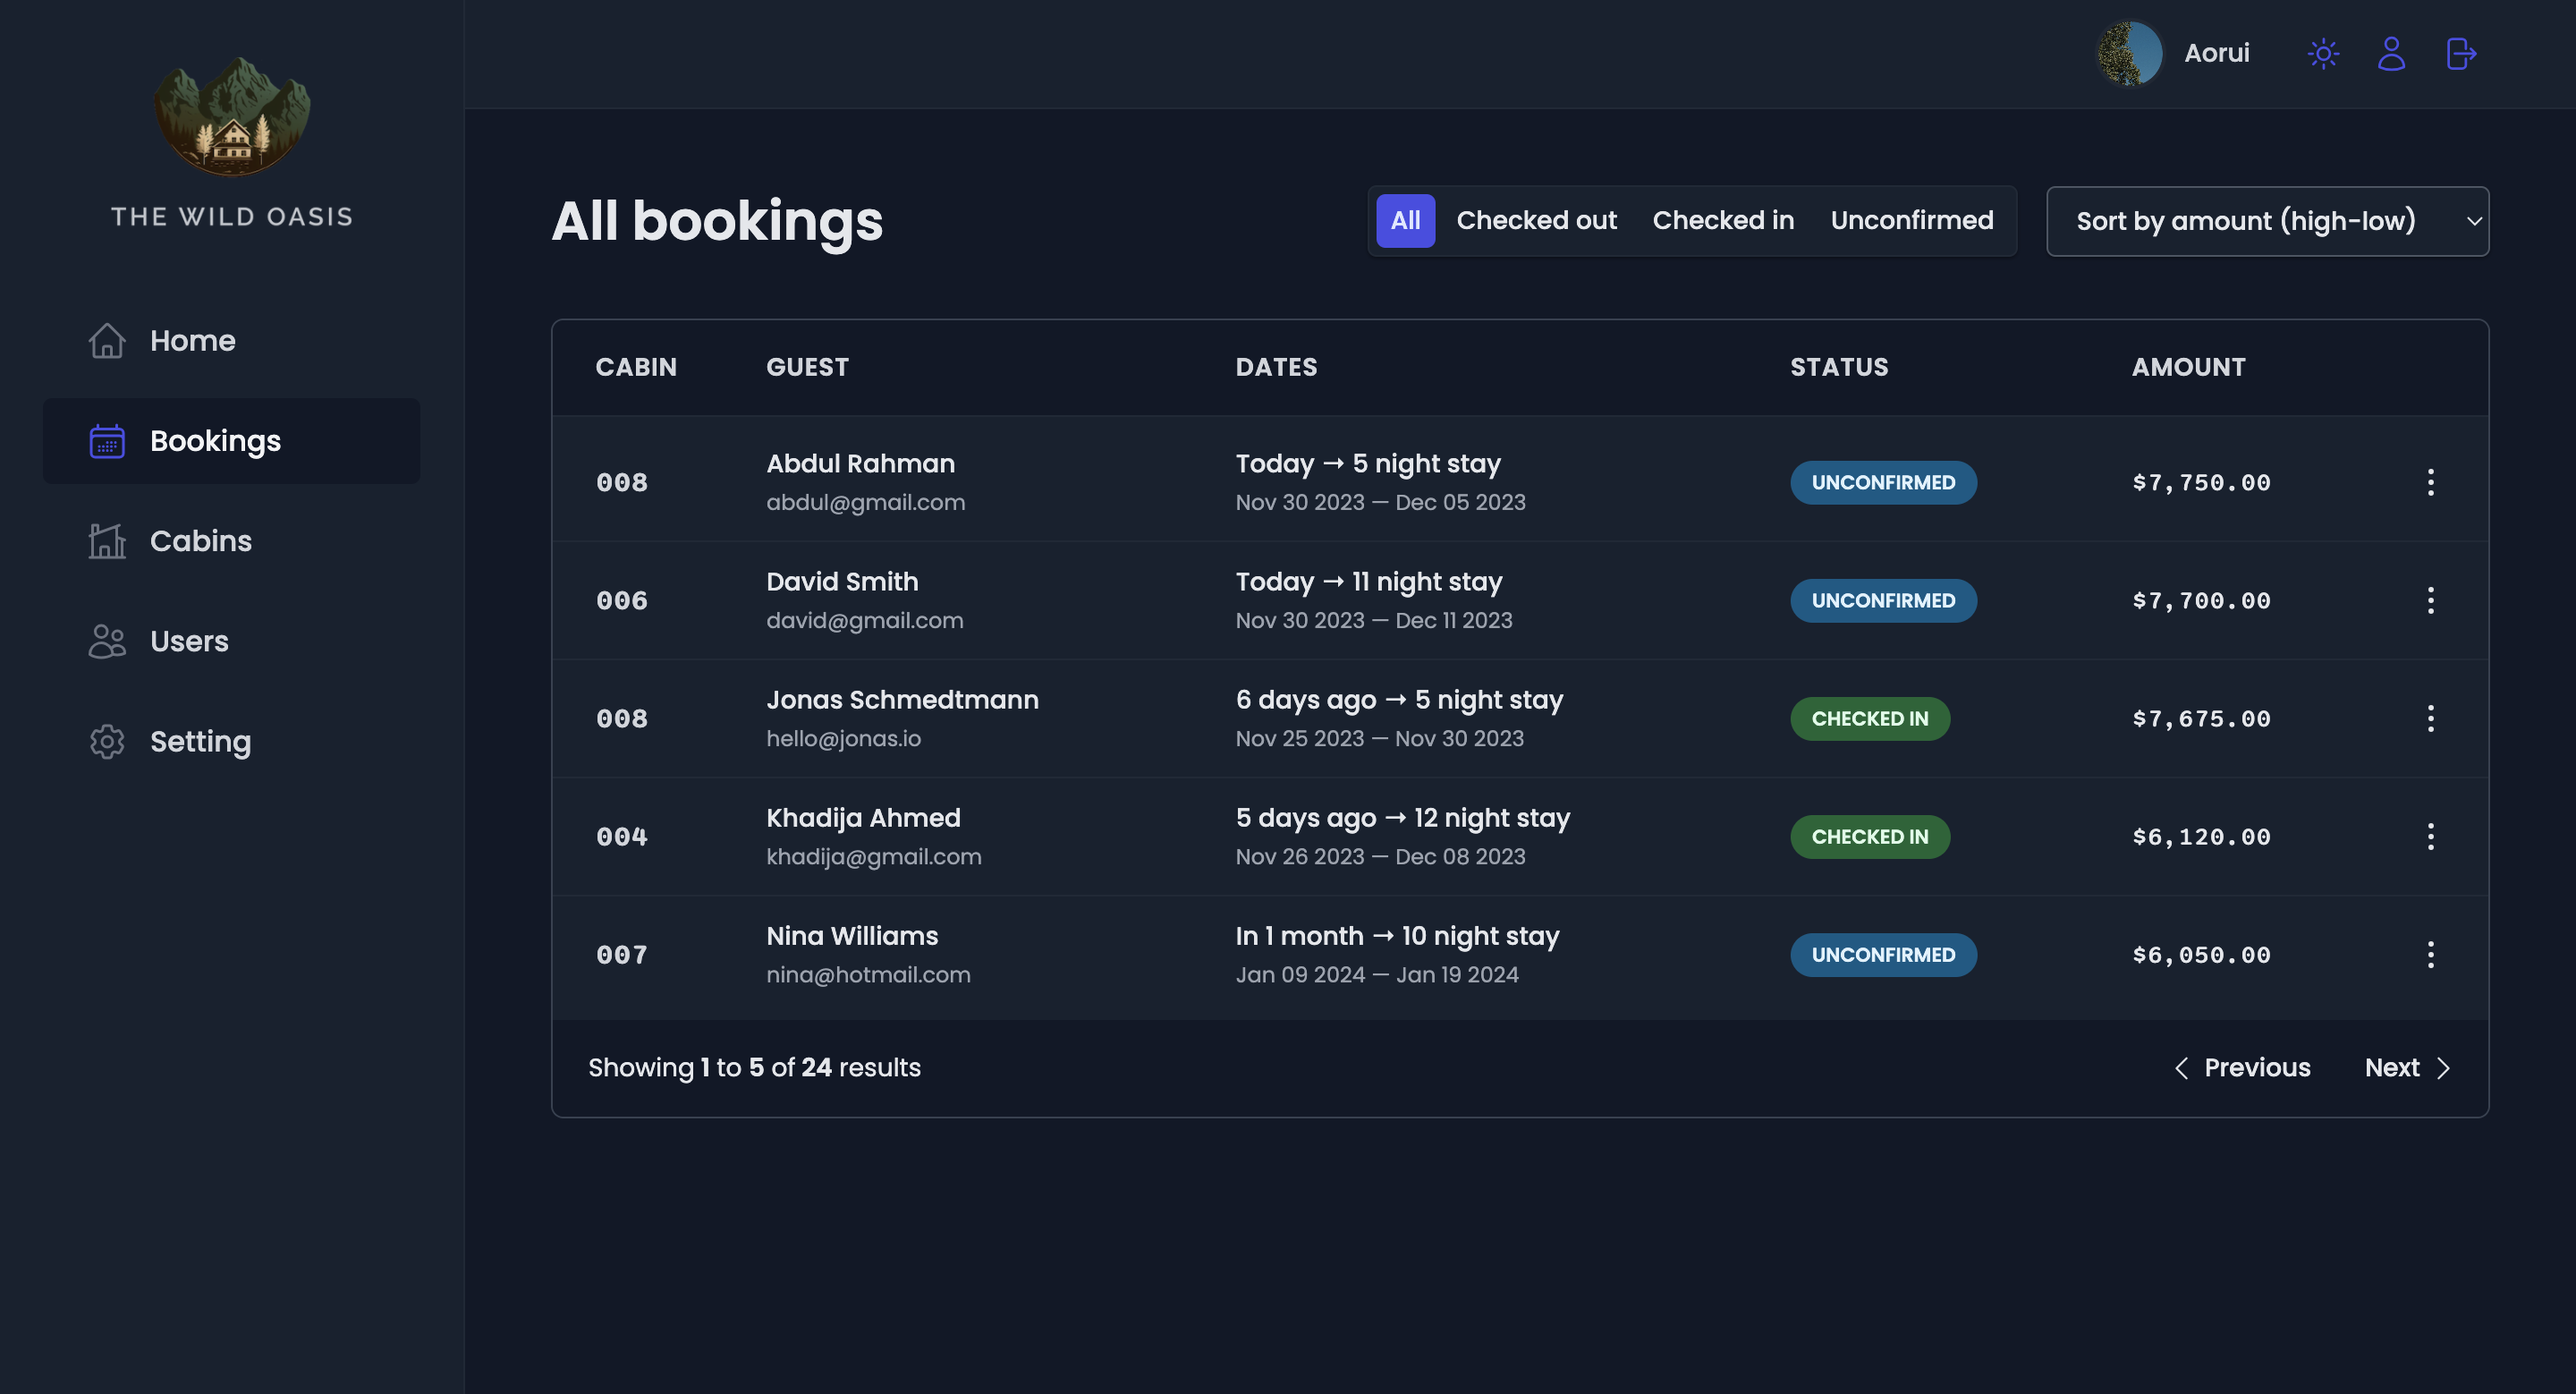 THE WILD OASIS
Home
Bookings
Cabins
Users
Setting
Aorui
All bookings
All Checked out Checked in Unconfirmed
Sort by amount (high-low)
CABIN GUEST DATES STATUS AMOUNT
008 Abdul Rahman Today → 5 night stay UNCONFIRMED $7,750.00
abdul@gmail.com Nov 30 2023 — Dec 05 2023
006 David Smith Today → 11 night stay UNCONFIRMED $7,700.00
david@gmail.com Nov 30 2023 — Dec 11 2023
008 Jonas Schmedtmann 6 days ago → 5 night stay CHECKED IN $7,675.00
hello@jonas.io Nov 25 2023 — Nov 30 2023
004 Khadija Ahmed 5 days ago → 12 night stay CHECKED IN $6,120.00
khadija@gmail.com Nov 26 2023 — Dec 08 2023
007 Nina Williams In 1 month → 10 night stay UNCONFIRMED $6,050.00
nina@hotmail.com Jan 09 2024 — Jan 19 2024
Showing 1 to 5 of 24 results
Previous Next